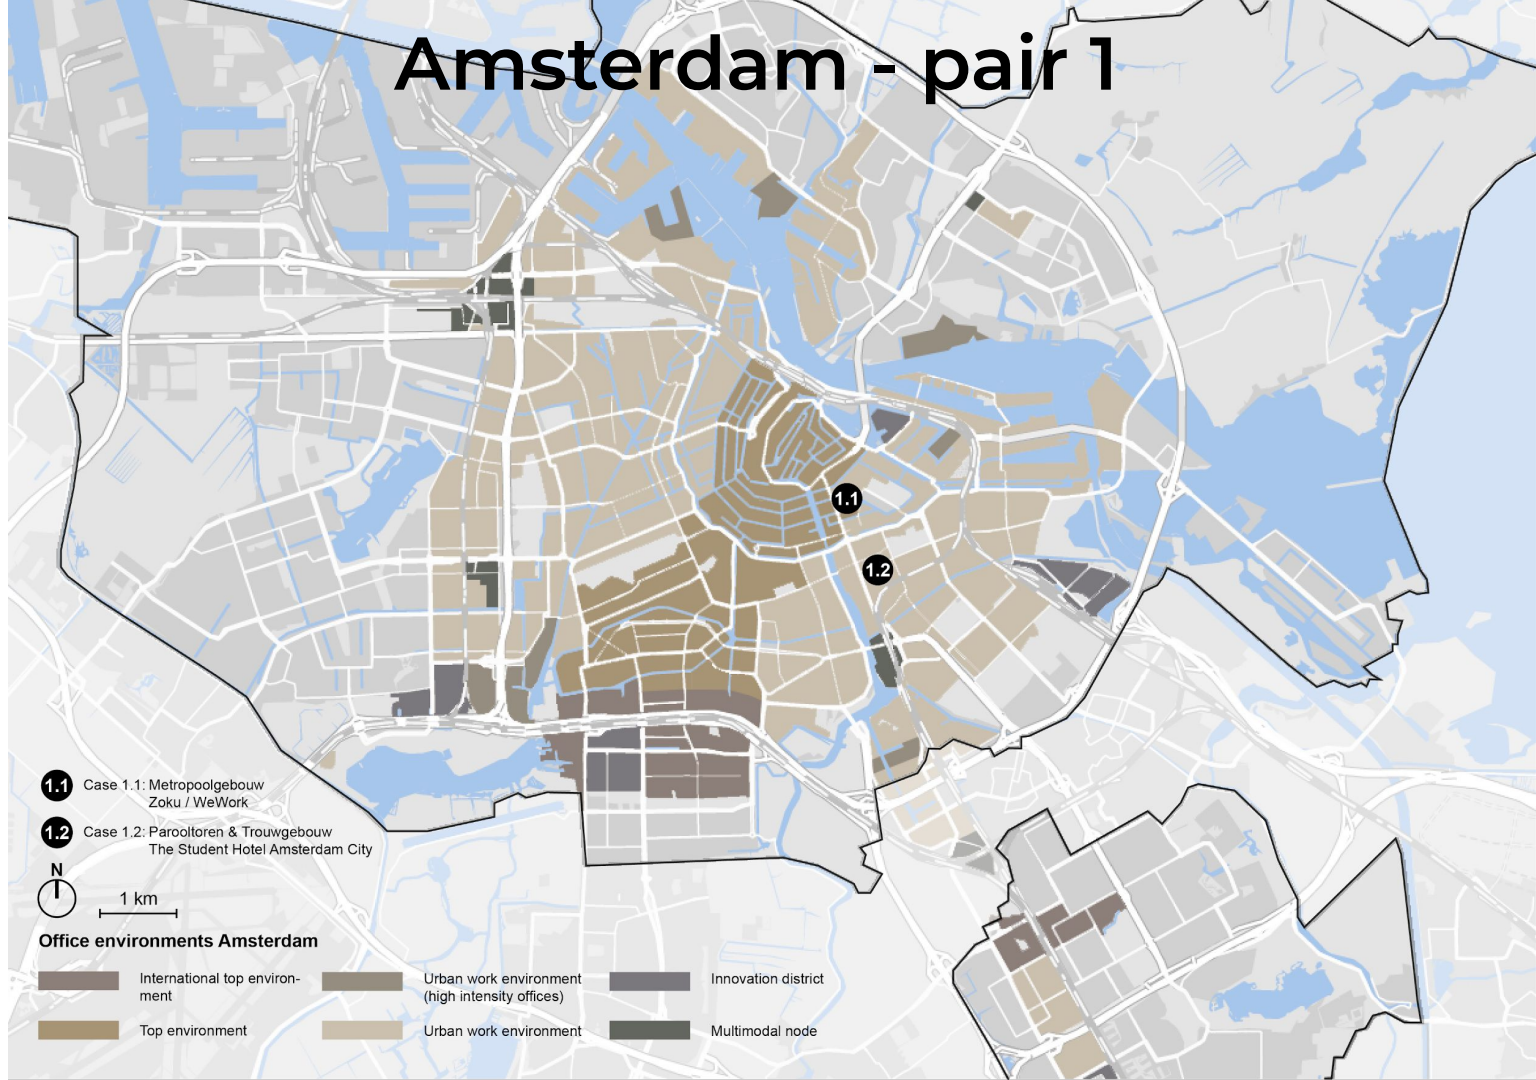 Amsterdam - pair 1
1.1
1.2
1.1 Case 1.1: Metropoolgebouw
Zoku / WeWork
1.2 Case 1.2: Parooltoren & Trouwgebouw
The Student Hotel Amsterdam City
N
1 km
Office environments Amsterdam
International top environ-
ment
Top environment
Urban work environment
(high intensity offices)
Urban work environment
Innovation district
Multimodal node